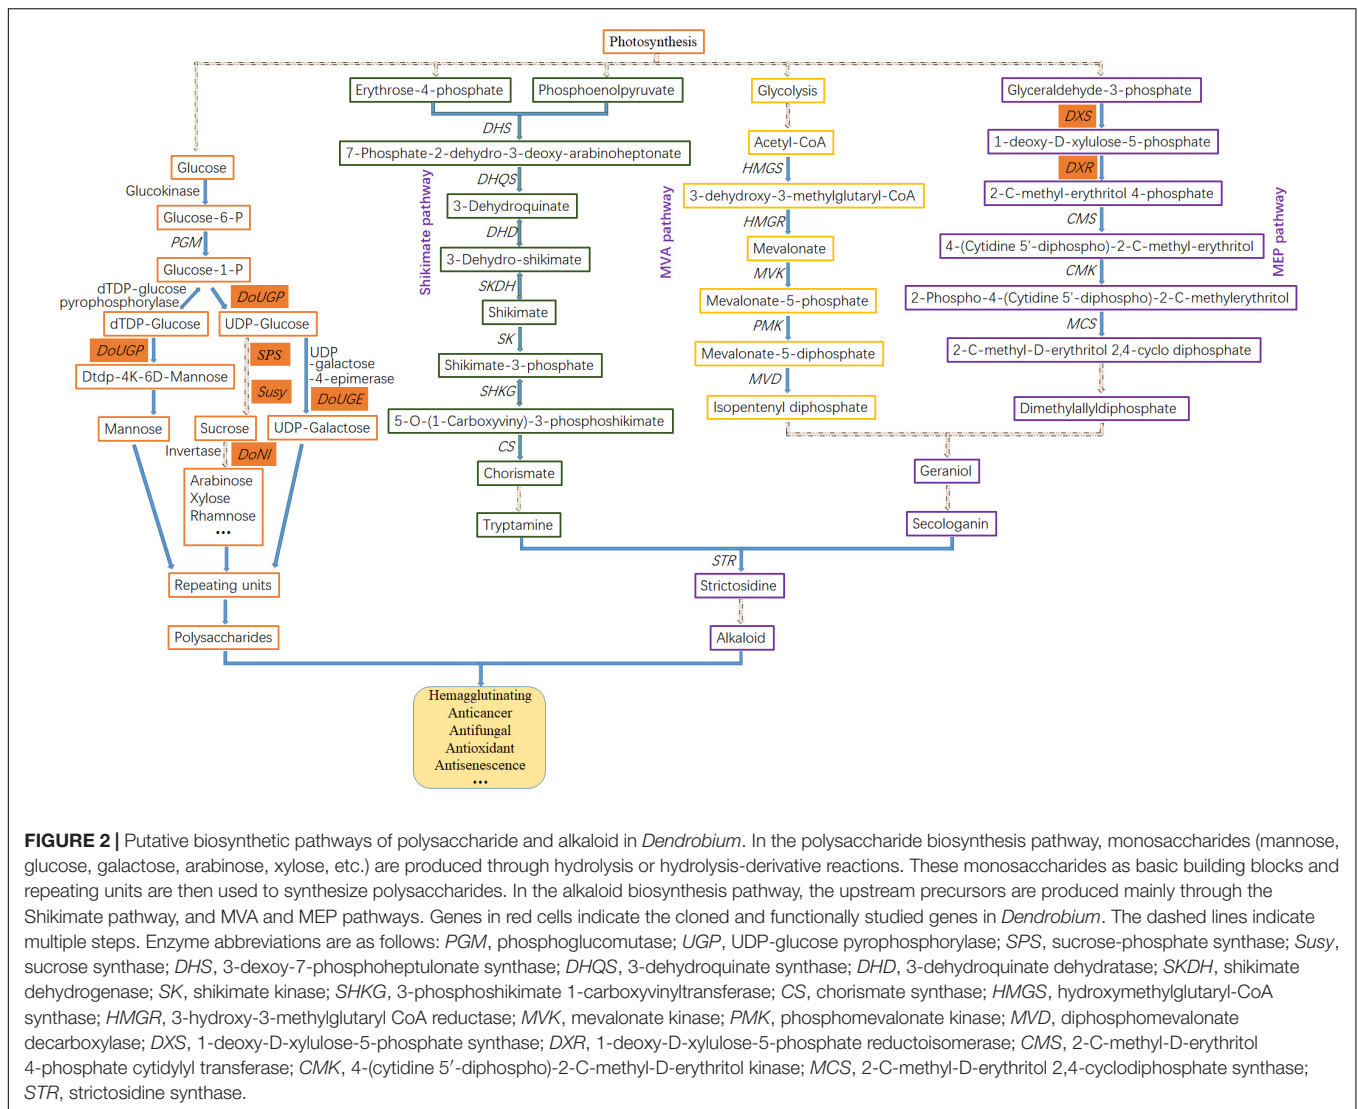 Photosynthesis
Erythrose-4-phosphate
Phosphoenolpyruvate
Glycolysis
Glyceraldehyde-3-phosphate
DHS
DXS
Acetyl-CoA
1-deoxy-D-xylulose-5-phosphate
7-Phosphate-2-dehydro-3-deoxy-arabinoheptonate
Glucose
HMGS
DXR
Glucokinase
DHQS
3-dehydroxy-3-methylglutaryl-CoA
2-C-methyl-erythritol 4-phosphate
Shikimate pathway
MVA pathway
MEP pathway
Glucose-6-P
3-Dehydroquinate
HMGR
CMS
PGM
DHD
Mevalonate
4-(Cytidine 5'-diphospho)-2-C-methyl-erythritol
Glucose-1-P
3-Dehydro-shikimate
MVK
CMK
dTDP-glucose
pyrophosphorylase
DoUGP
SKDH
Mevalonate-5-phosphate
2-Phospho-4-(Cytidine 5'-diphospho)-2-C-methylerythritol
dTDP-Glucose
UDP-Glucose
Shikimate
PMK
MCS
DoUGP
SPS
UDP
-galactose
-4-epimerase
SK
Mevalonate-5-diphosphate
2-C-methyl-D-erythritol 2,4-cyclo diphosphate
Dtdp-4K-6D-Mannose
Shikimate-3-phosphate
MVD
Susy
DoUGE
SHKG
Isopentenyl diphosphate
Dimethylallyldiphosphate
Mannose
Sucrose
UDP-Galactose
5-O-(1-Carboxyviny)-3-phosphoshikimate
Invertase
DoNI
CS
Arabinose
Xylose
Rhamnose
•••
Chorismate
Geraniol
Tryptamine
Secologanin
STR
Repeating units
Strictosidine
Polysaccharides
Alkaloid
Hemagglutinating
Anticancer
Antifungal
Antioxidant
Antisenescence
•••
FIGURE 2 | Putative biosynthetic pathways of polysaccharide and alkaloid in Dendrobium. In the polysaccharide biosynthesis pathway, monosaccharides (mannose,
glucose, galactose, arabinose, xylose, etc.) are produced through hydrolysis or hydrolysis-derivative reactions. These monosaccharides as basic building blocks and
repeating units are then used to synthesize polysaccharides. In the alkaloid biosynthesis pathway, the upstream precursors are produced mainly through the
Shikimate pathway, and MVA and MEP pathways. Genes in red cells indicate the cloned and functionally studied genes in Dendrobium. The dashed lines indicate
multiple steps. Enzyme abbreviations are as follows: PGM, phosphoglucomutase; UGP, UDP-glucose pyrophosphorylase; SPS, sucrose-phosphate synthase; Susy,
sucrose synthase; DHS, 3-dexoy-7-phosphoheptulonate synthase; DHQS, 3-dehydroquinate synthase; DHD, 3-dehydroquinate dehydratase; SKDH, shikimate
dehydrogenase; SK, shikimate kinase; SHKG, 3-phosphoshikimate 1-carboxyvinyltransferase; CS, chorismate synthase; HMGS, hydroxymethylglutaryl-CoA
synthase; HMGR, 3-hydroxy-3-methylglutaryl CoA reductase; MVK, mevalonate kinase; PMK, phosphomevalonate kinase; MVD, diphosphomevalonate
decarboxylase; DXS, 1-deoxy-D-xylulose-5-phosphate synthase; DXR, 1-deoxy-D-xylulose-5-phosphate reductoisomerase; CMS, 2-C-methyl-D-erythritol
4-phosphate cytidylyl transferase; CMK, 4-(cytidine 5′-diphospho)-2-C-methyl-D-erythritol kinase; MCS, 2-C-methyl-D-erythritol 2,4-cyclodiphosphate synthase;
STR, strictosidine synthase.